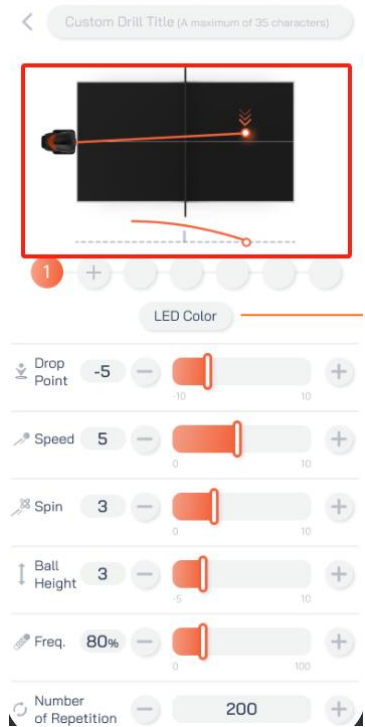 Custom Drill Title (A maximum of 35 characters)
1
LED Color
Drop
Point
-5
-10
10
Speed
5
0
10
Spin
3
0
10
Ball
Height
3
-5
10
Freq.
80%
0
100
Number
of Repetition
200